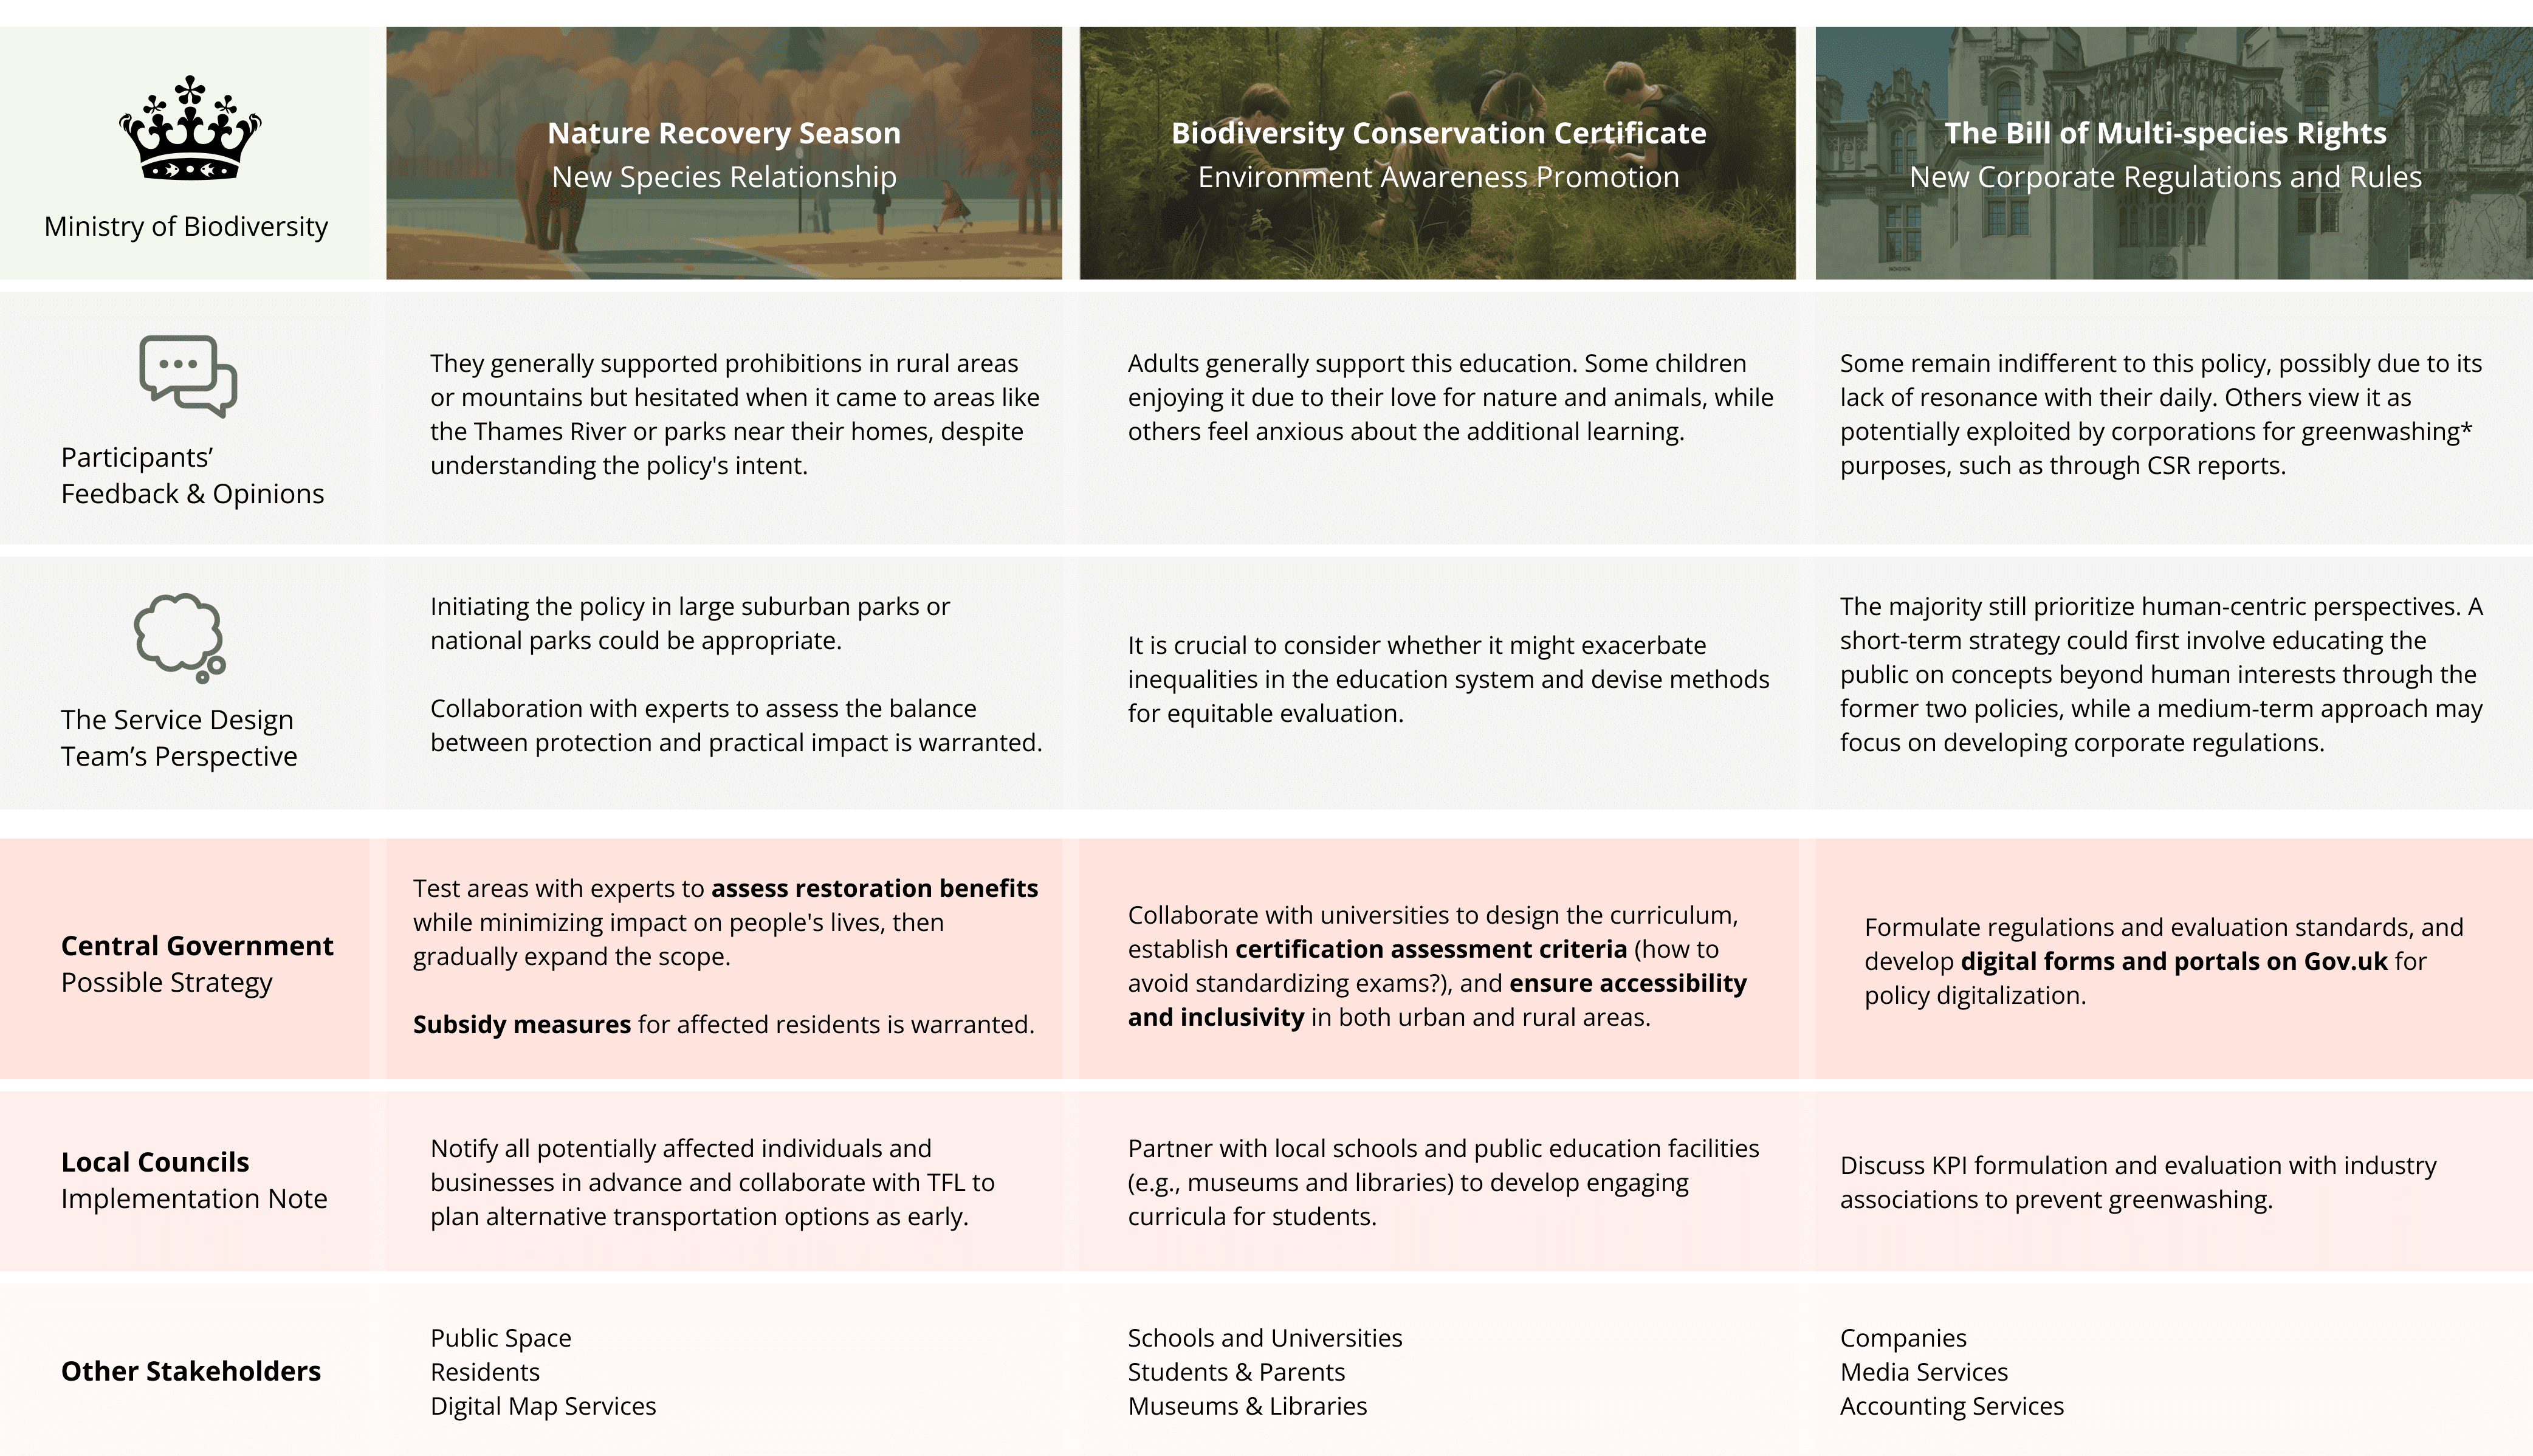 Ministry of Biodiversity
Nature Recovery Season
New Species Relationship
Biodiversity Conservation Certificate
Environment Awareness Promotion
The Bill of Multi-species Rights
New Corporate Regulations and Rules
Participants’
Feedback & Opinions
They generally supported prohibitions in rural areas
or mountains but hesitated when it came to areas like
the Thames River or parks near their homes, despite
understanding the policy's intent.
Adults generally support this education. Some children
enjoying it due to their love for nature and animals, while
others feel anxious about the additional learning.
Some remain indifferent to this policy, possibly due to its
lack of resonance with their daily. Others view it as
potentially exploited by corporations for greenwashing*
purposes, such as through CSR reports.
The Service Design
Team’s Perspective
Initiating the policy in large suburban parks or
national parks could be appropriate.
Collaboration with experts to assess the balance
between protection and practical impact is warranted.
It is crucial to consider whether it might exacerbate
inequalities in the education system and devise methods
for equitable evaluation.
The majority still prioritize human-centric perspectives. A
short-term strategy could first involve educating the
public on concepts beyond human interests through the
former two policies, while a medium-term approach may
focus on developing corporate regulations.
Central Government
Possible Strategy
Test areas with experts to assess restoration benefits
while minimizing impact on people's lives, then
gradually expand the scope.
Subsidy measures for affected residents is warranted.
Collaborate with universities to design the curriculum,
establish certification assessment criteria (how to
avoid standardizing exams?), and ensure accessibility
and inclusivity in both urban and rural areas.
Formulate regulations and evaluation standards, and
develop digital forms and portals on Gov.uk for
policy digitalization.
Local Councils
Implementation Note
Notify all potentially affected individuals and
businesses in advance and collaborate with TFL to
plan alternative transportation options as early.
Partner with local schools and public education facilities
(e.g., museums and libraries) to develop engaging
curricula for students.
Discuss KPI formulation and evaluation with industry
associations to prevent greenwashing.
Other Stakeholders
Public Space
Residents
Digital Map Services
Schools and Universities
Students & Parents
Museums & Libraries
Companies
Media Services
Accounting Services